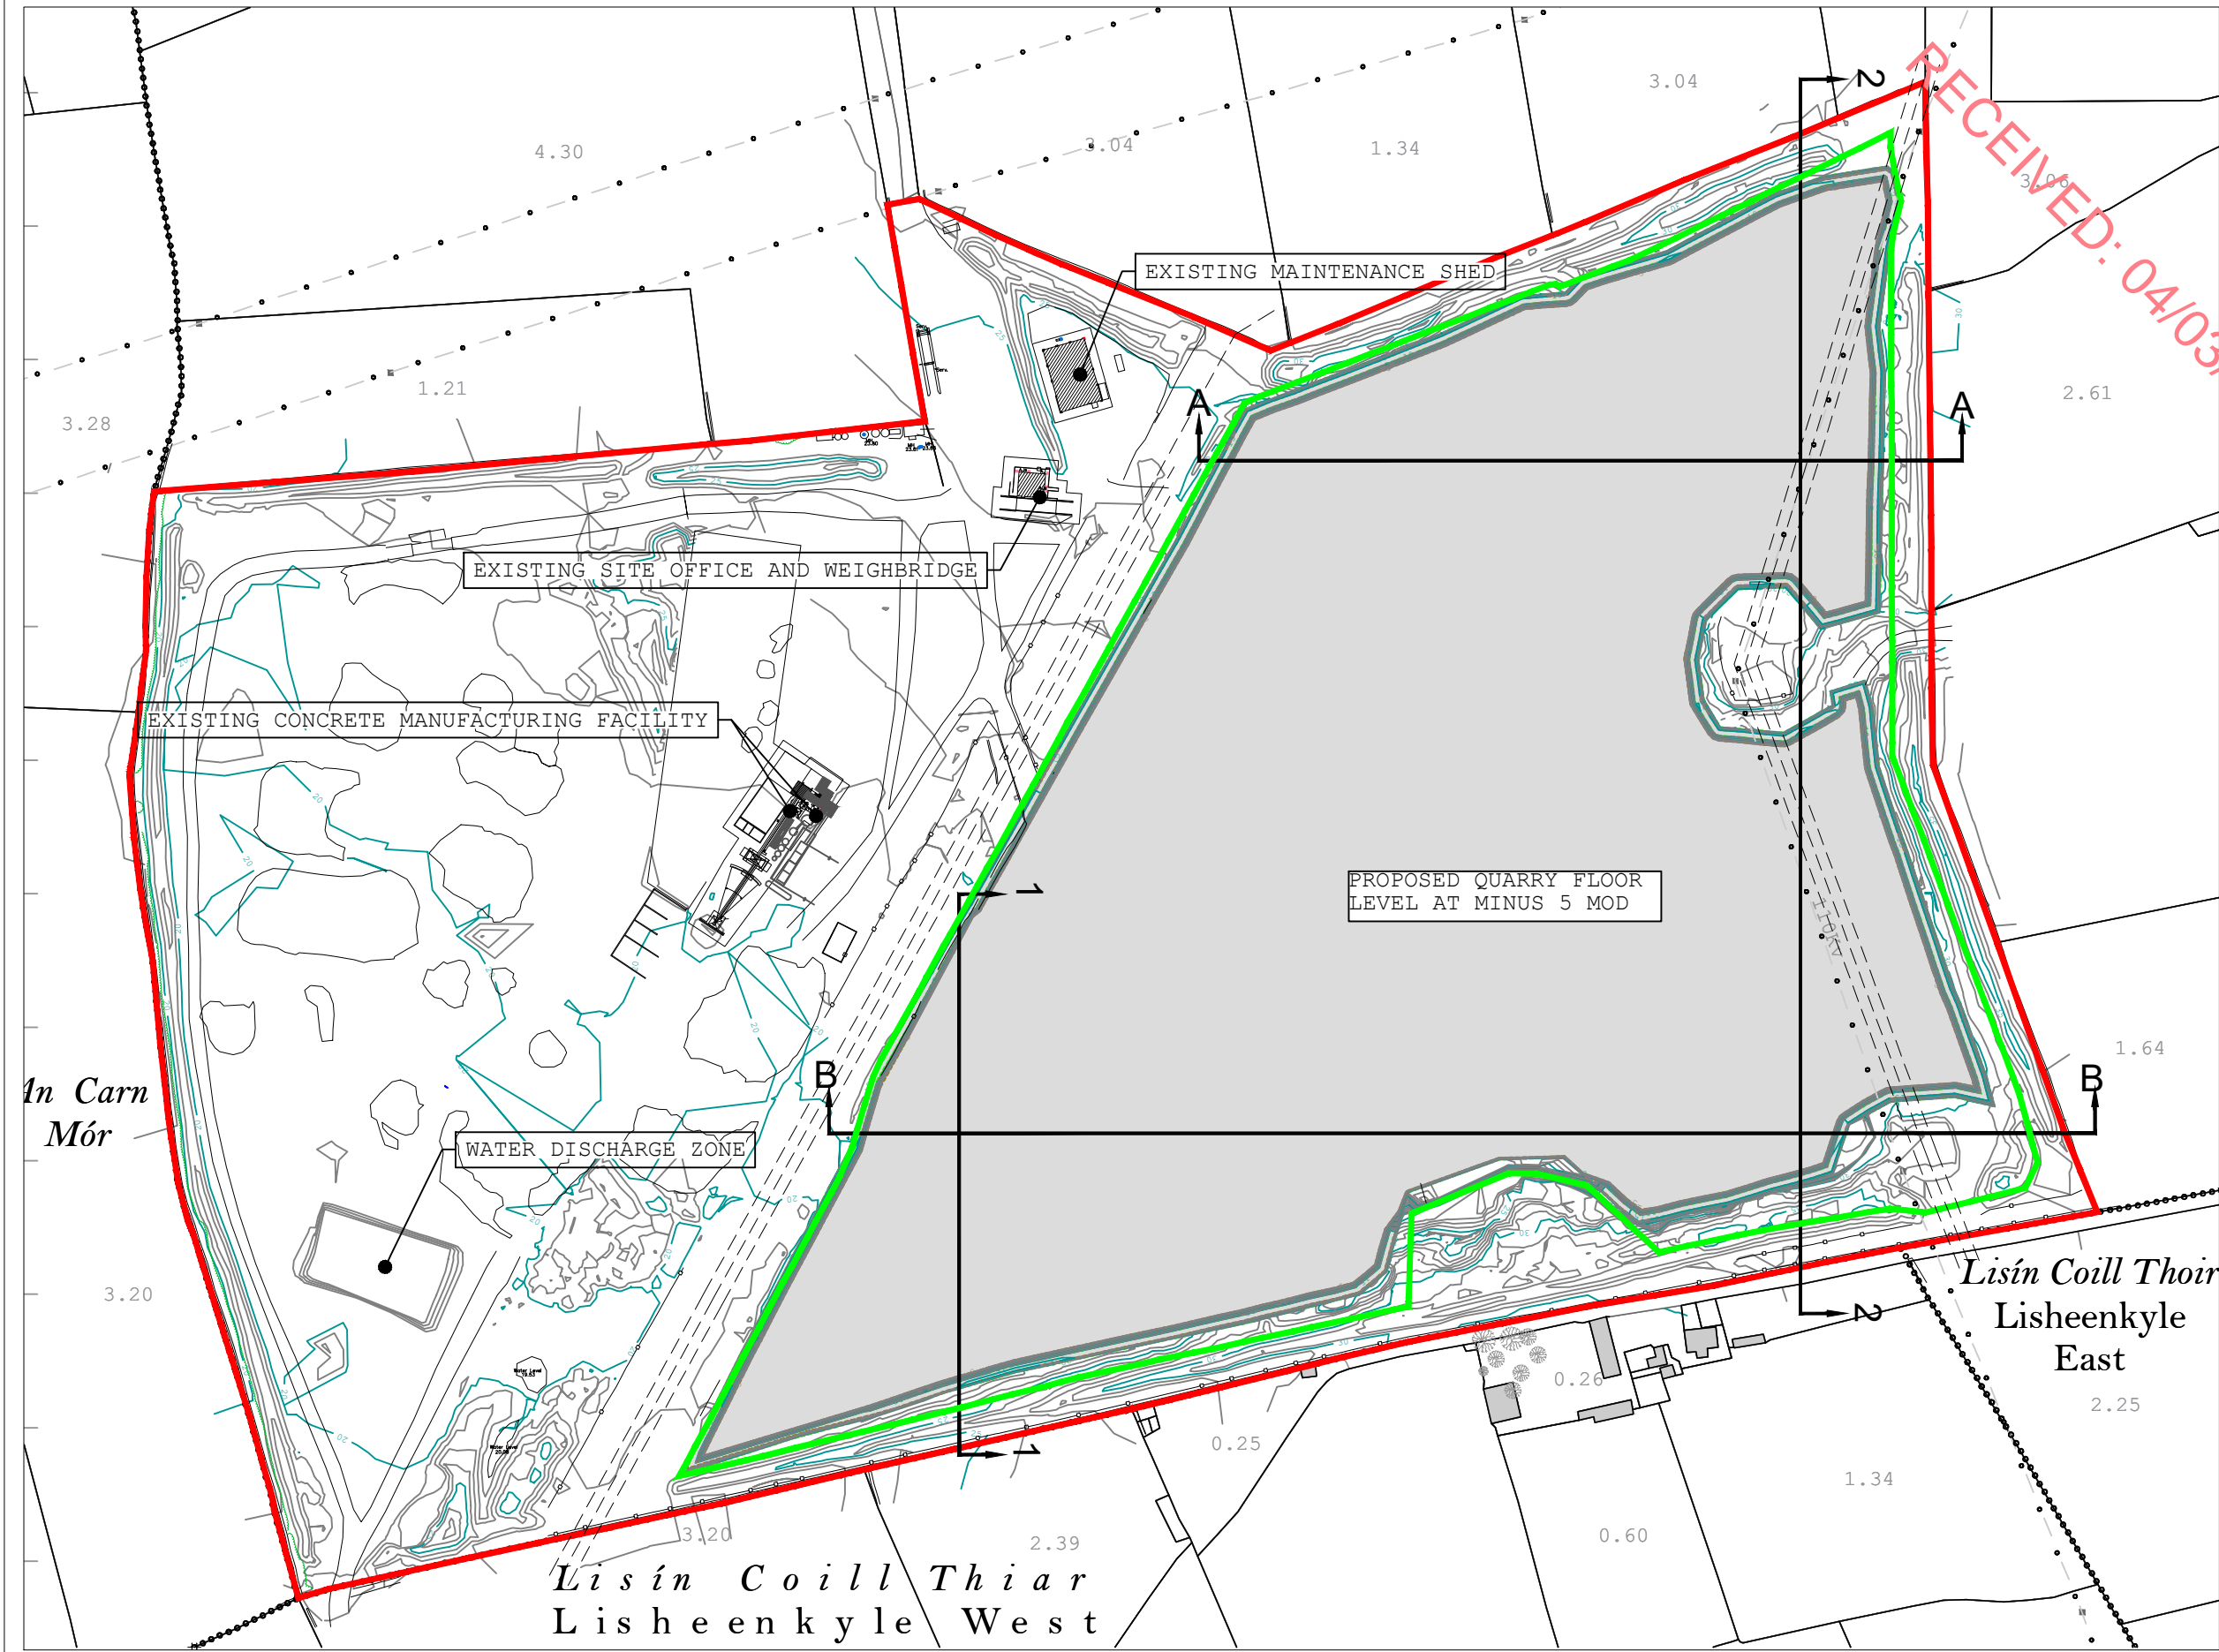 3.04
RECEIVED: 04/03/
4.30
3.04
1.34
3.06
2
EXISTING MAINTENANCE SHED
1.21
3.28
2.61
A
A
EXISTING SITE OFFICE AND WEIGHBRIDGE
EXISTING CONCRETE MANUFACTURING FACILITY
PROPOSED QUARRY FLOOR
LEVEL AT MINUS 5 MOD
1
110KV
B
B
1.64
Carn
Mór
WATER DISCHARGE ZONE
3.20
Lisín Coill Thoir
Lisheenkyle
East
2
0.26
2.25
0.25
1
1.34
3.20
2.39
0.60
Lisín Coill Thiar
Lisheenkyle West